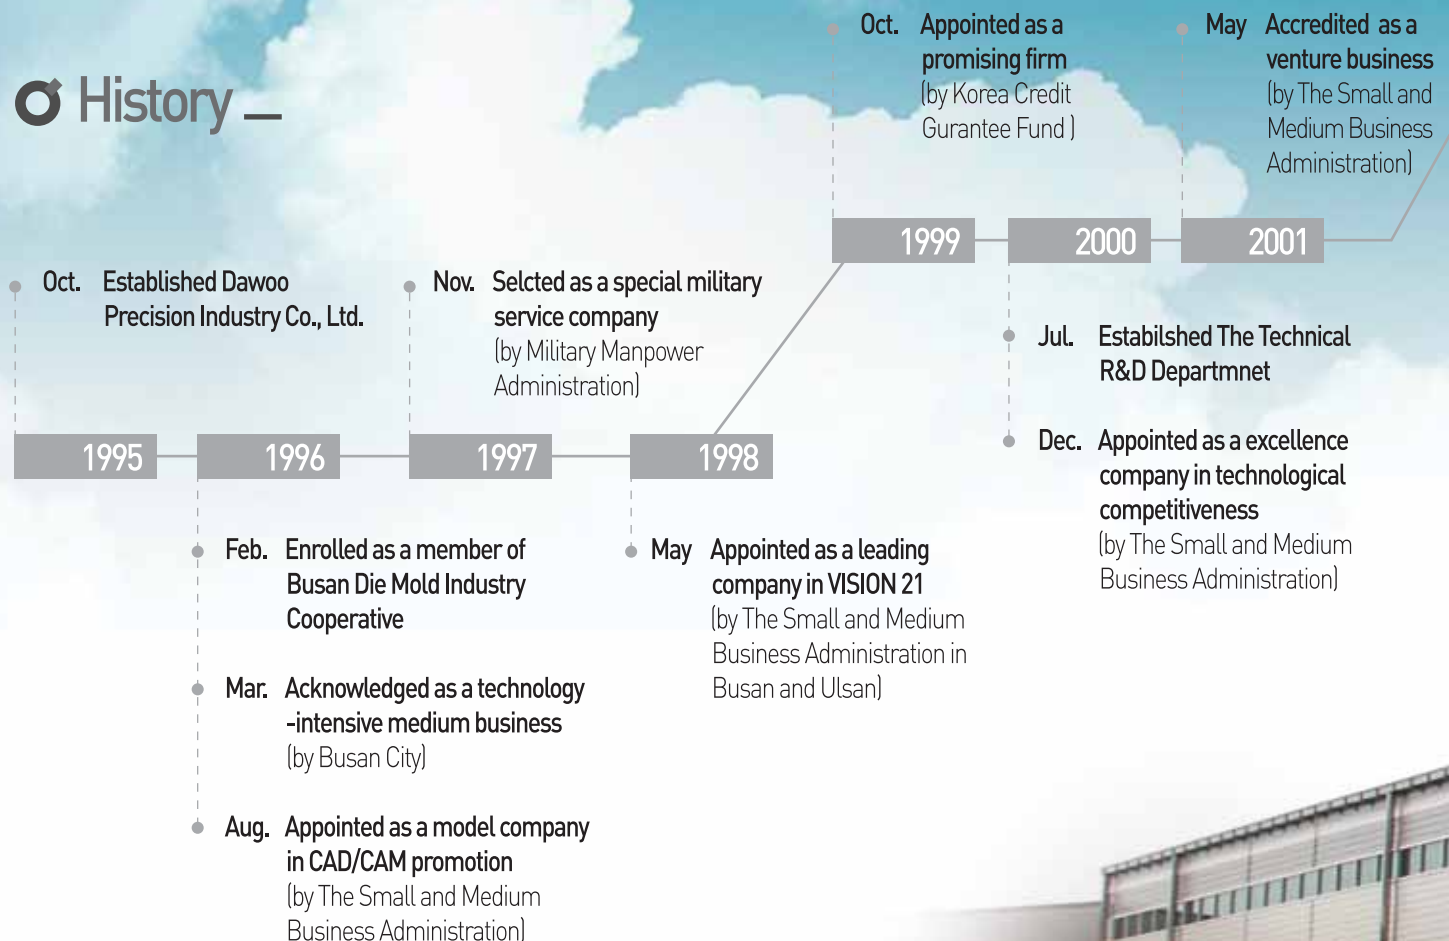 History
1995
Oct. Established Dawoo
Precision Industry Co., Ltd.
1996
Feb. Enrolled as a member of
Busan Die Mold Industry
Cooperative
Mar. Acknowledged as a technology
-intensive medium business
(by Busan City)
Aug. Appointed as a model company
in CAD/CAM promotion
(by The Small and Medium
Business Administration)
1997
Nov. Selcted as a special military
service company
(by Military Manpower
Administration)
1998
May Appointed as a leading
company in VISION 21
(by The Small and Medium
Business Administration in
Busan and Ulsan)
1999
Oct. Appointed as a
promising firm
(by Korea Credit
Gurantee Fund )
2000
Jul. Estabilshed The Technical
R&D Departmnet
Dec. Appointed as a excellence
company in technological
competitiveness
(by The Small and Medium
Business Administration)
2001
May Accredited as a
venture business
(by The Small and
Medium Business
Administration)